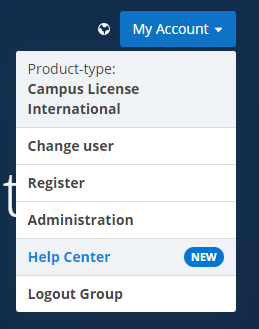 My Account
Product-type:
Campus License
International
Change user
Register
Administration
Help Center NEW
Logout Group
t